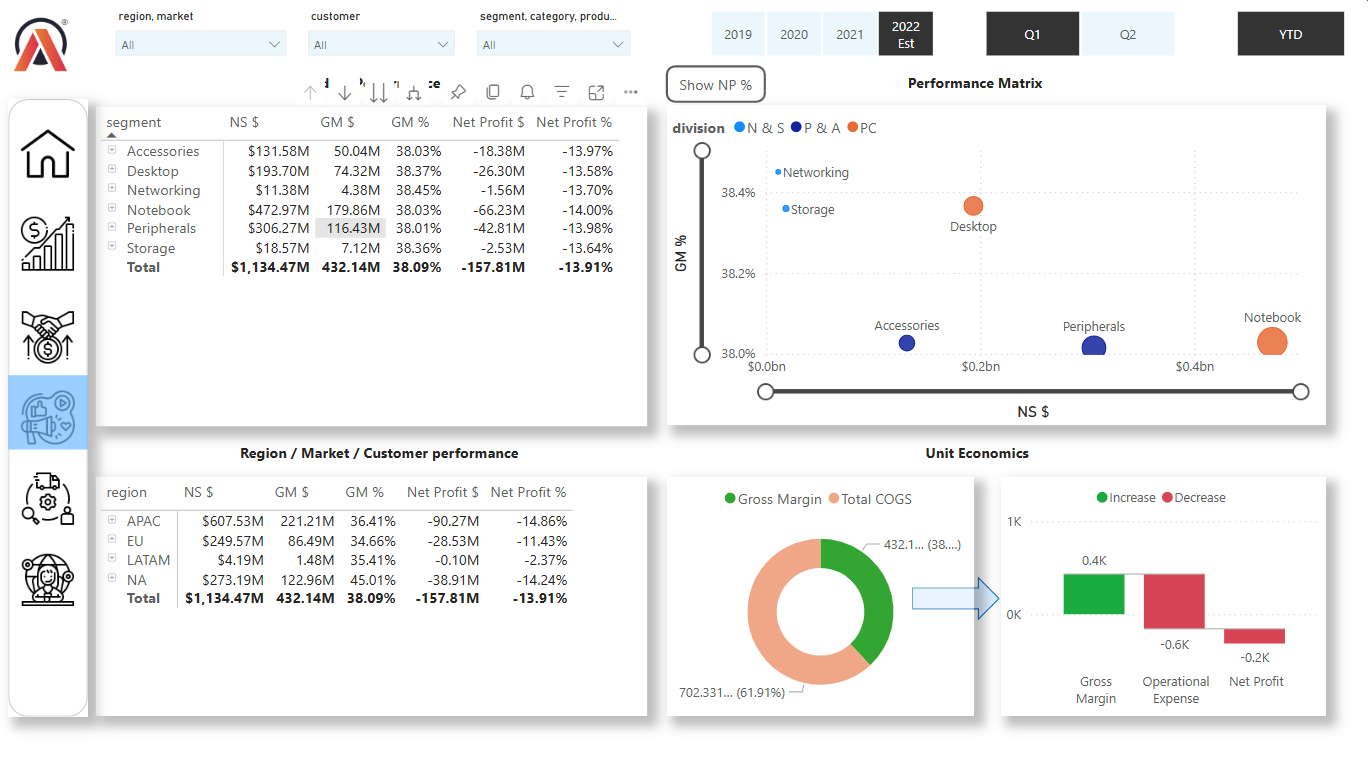 region, market
customer
segment, category, produ...
All
All
All
2019
2020
2021
2022
Est
Q1
Q2
YTD
Show NP %
Performance Matrix
segment NS $ GM $ GM % Net Profit $ Net Profit %
Accessories $131.58M 50.04M 38.03% -18.38M -13.97%
Desktop $193.70M 74.32M 38.37% -26.30M -13.58%
Networking $11.38M 4.38M 38.45% -1.56M -13.70%
Notebook $472.97M 179.86M 38.03% -66.23M -14.00%
Peripherals $306.27M 116.43M 38.01% -42.81M -13.98%
Storage $18.57M 7.12M 38.36% -2.53M -13.64%
Total $1,134.47M 432.14M 38.09% -157.81M -13.91%
division N & S P & A PC
GM %
38.4%
38.2%
38.0%
Networking
Storage
Desktop
Accessories
Peripherals
Notebook
$0.0bn
$0.2bn
$0.4bn
NS $
Region / Market / Customer performance
region NS $ GM $ GM % Net Profit $ Net Profit %
APAC $607.53M 221.21M 36.41% -90.27M -14.86%
EU $249.57M 86.49M 34.66% -28.53M -11.43%
LATAM $4.19M 1.48M 35.41% -0.10M -2.37%
NA $273.19M 122.96M 45.01% -38.91M -14.24%
Total $1,134.47M 432.14M 38.09% -157.81M -13.91%
Unit Economics
Gross Margin Total COGS
432.1... (38....)
702.331... (61.91%)
Increase Decrease
1K
0K
0.4K
-0.6K
-0.2K
Gross
Margin
Operational
Expense
Net Profit